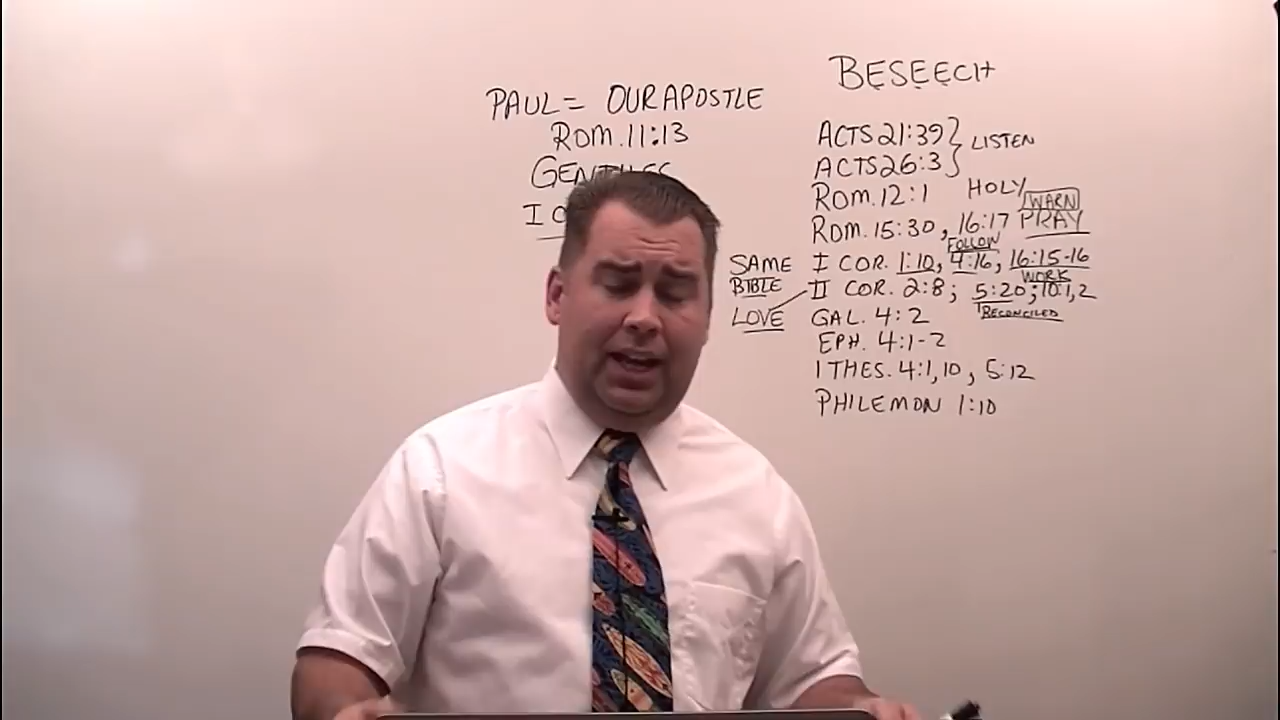 PAUL = OUR APOSTLE
ROM. 11:13
GENTILES
I
BESEECH
ACTS 21:39 } LISTEN
ACTS 26:3
ROM. 12:1 HOLY
WARN
ROM. 15:30, 16:17 PRAY
FOLLOW
SAME I COR. 1:10, 4:16, 16:15-16
BIBLE WORK
LOVE II COR. 2:8; 5:20; 10:1,2
RECONCILED
GAL. 4:2
EPH. 4:1-2
I THES. 4:1,10, 5:12
PHILEMON 1:10